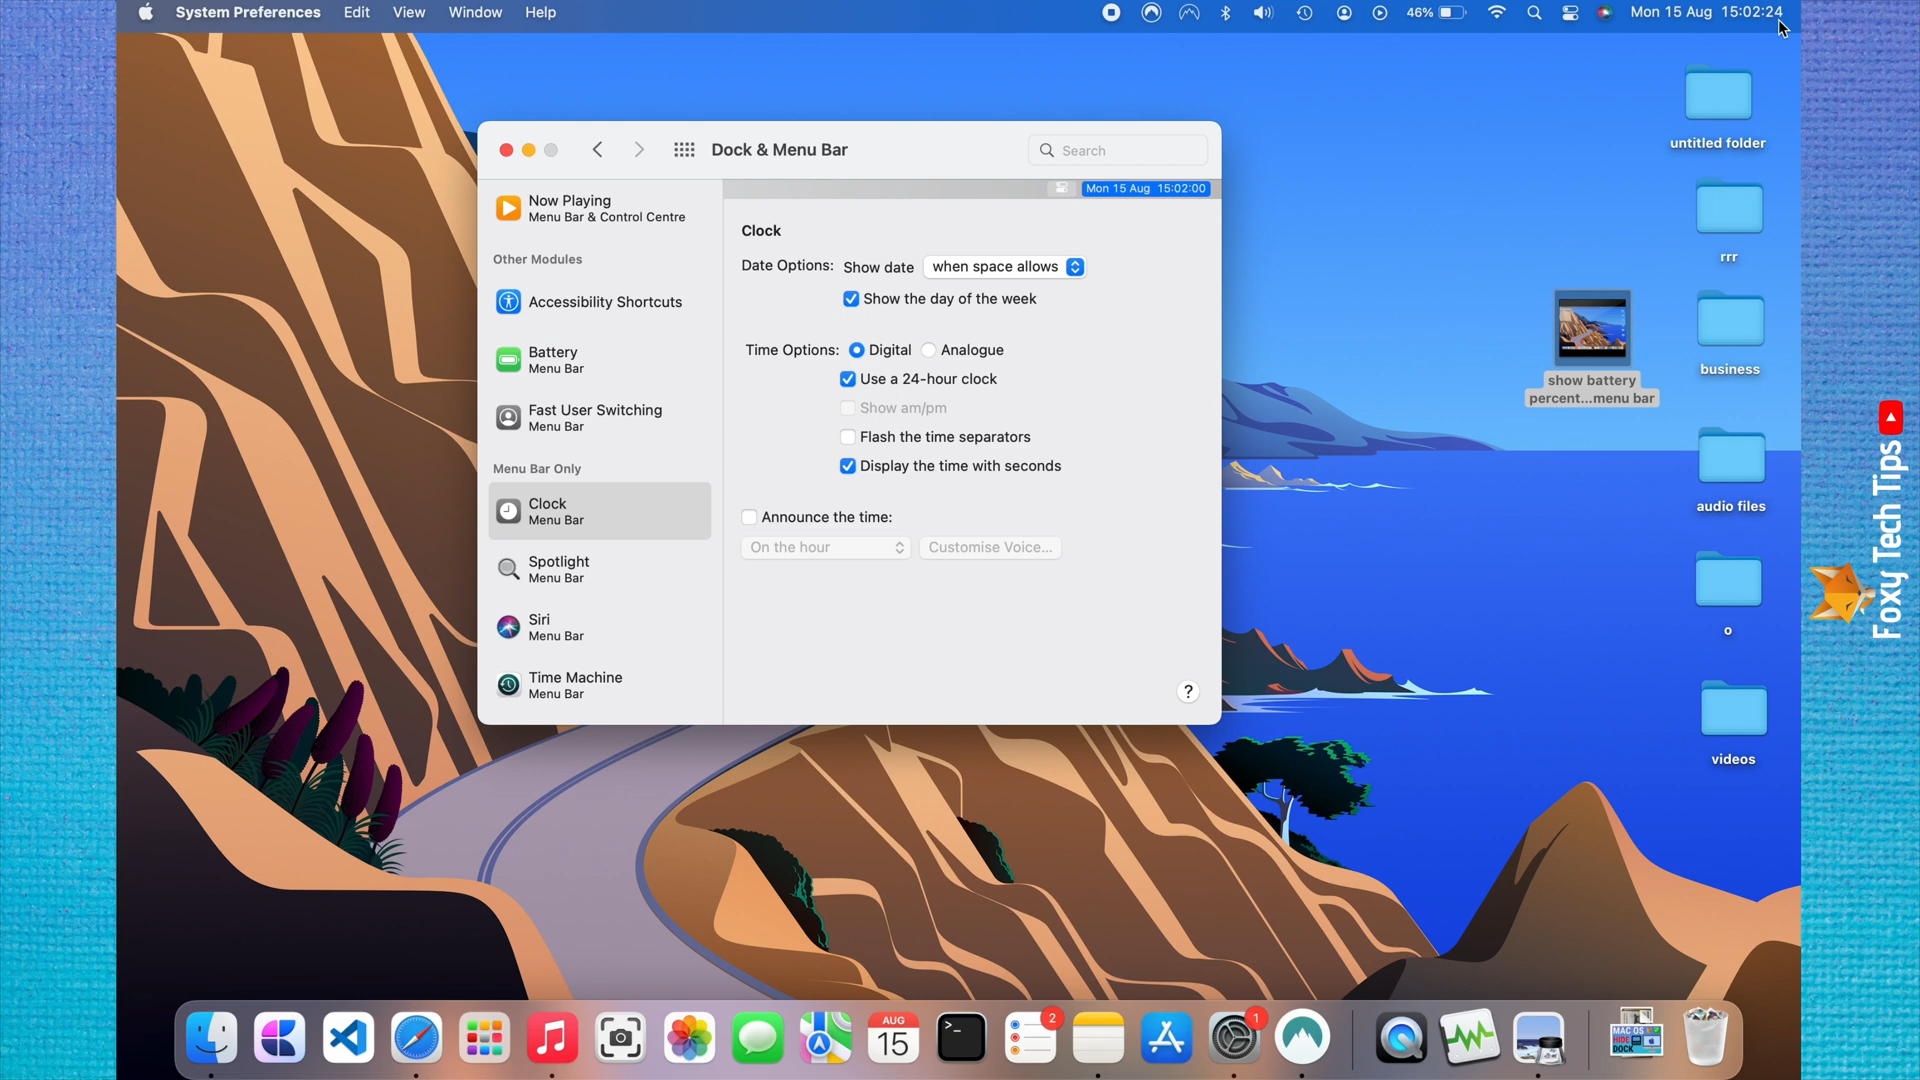 System Preferences Edit View Window Help
46% Mon 15 Aug 15:02:24
Dock & Menu Bar
Search
Now Playing
Menu Bar & Control Centre
Other Modules
Accessibility Shortcuts
Battery
Menu Bar
Fast User Switching
Menu Bar
Menu Bar Only
Clock
Menu Bar
Spotlight
Menu Bar
Siri
Menu Bar
Time Machine
Menu Bar
Mon 15 Aug 15:02:00
Clock
Date Options: Show date when space allows
Show the day of the week
Time Options: Digital Analogue
Use a 24-hour clock
Show am/pm
Flash the time separators
Display the time with seconds
Announce the time:
On the hour Customise Voice...
?
untitled folder
rrr
show battery
percent...menu bar
business
audio files
o
videos
Foxy Tech Tips
AUG
15
>_
2
1
MAC OS
HIDE
DOCK